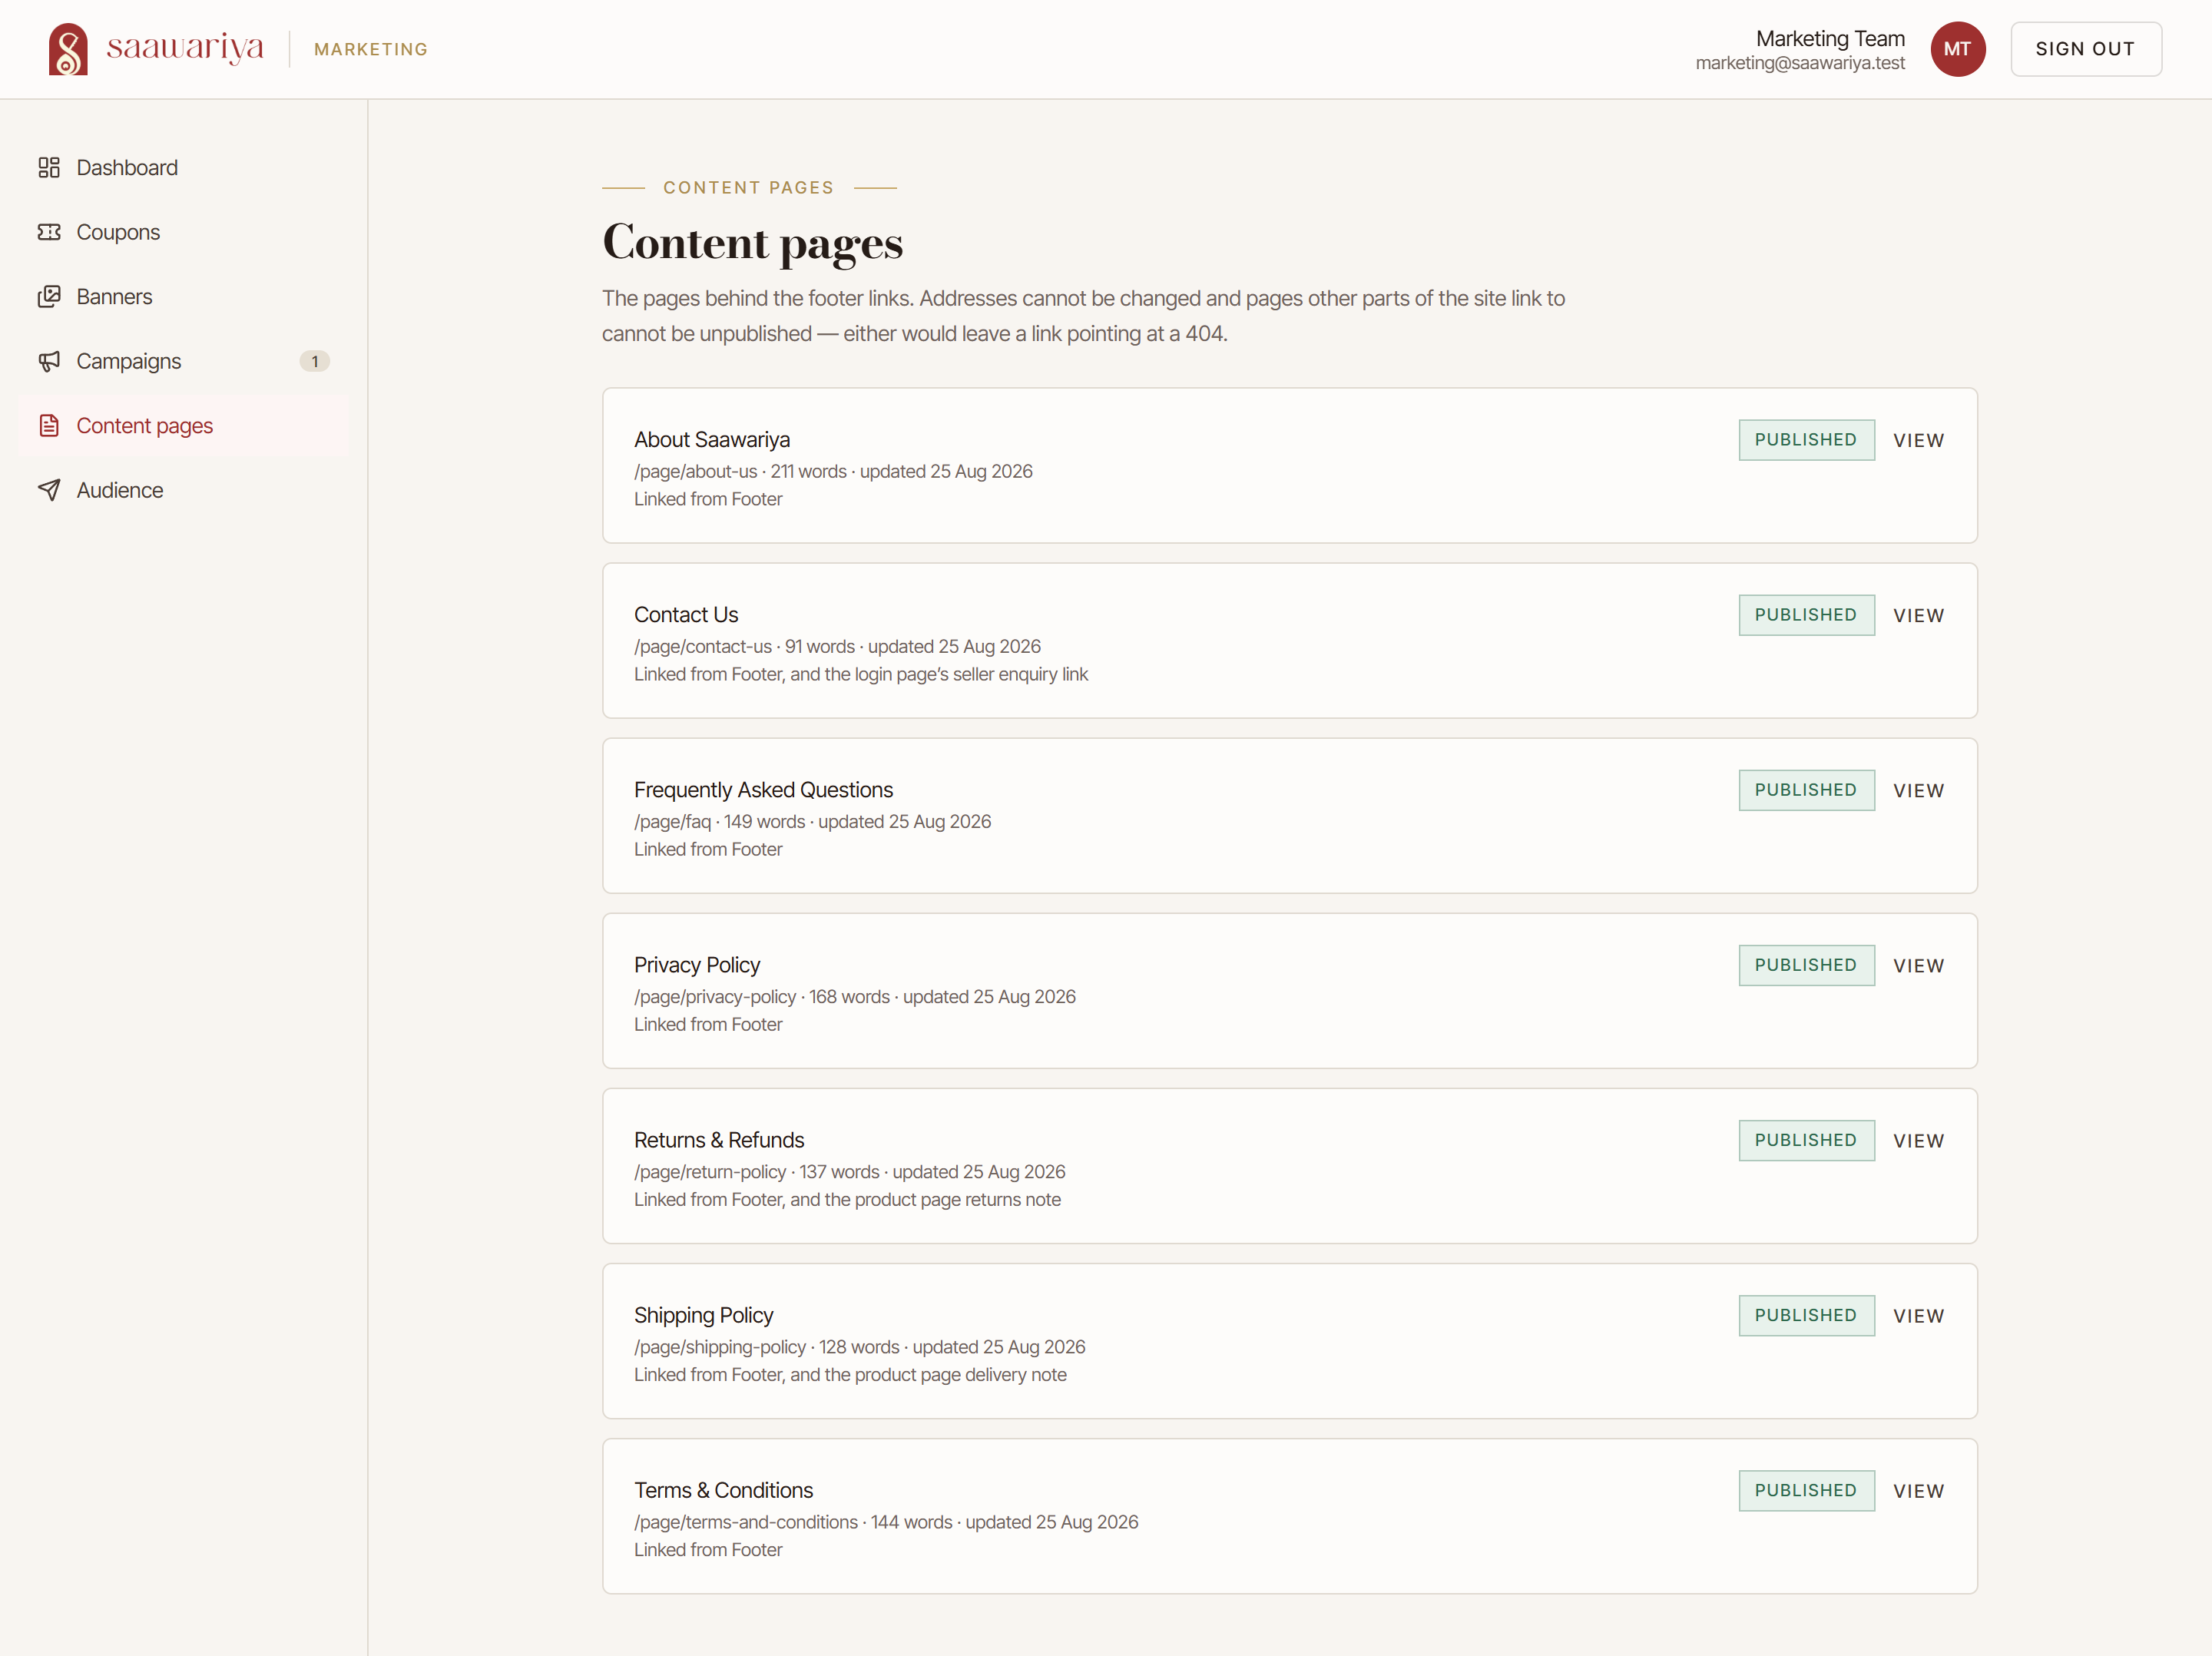 saawariya
MARKETING
Marketing Team
marketing@saawariya.test
MT
SIGN OUT
Dashboard
Coupons
Banners
Campaigns
1
Content pages
Audience
CONTENT PAGES
Content pages
The pages behind the footer links. Addresses cannot be changed and pages other parts of the site link to
cannot be unpublished — either would leave a link pointing at a 404.
About Saawariya
PUBLISHED
VIEW
/page/about-us · 211 words · updated 25 Aug 2026
Linked from Footer
Contact Us
PUBLISHED
VIEW
/page/contact-us · 91 words · updated 25 Aug 2026
Linked from Footer, and the login page’s seller enquiry link
Frequently Asked Questions
PUBLISHED
VIEW
/page/faq · 149 words · updated 25 Aug 2026
Linked from Footer
Privacy Policy
PUBLISHED
VIEW
/page/privacy-policy · 168 words · updated 25 Aug 2026
Linked from Footer
Returns & Refunds
PUBLISHED
VIEW
/page/return-policy · 137 words · updated 25 Aug 2026
Linked from Footer, and the product page returns note
Shipping Policy
PUBLISHED
VIEW
/page/shipping-policy · 128 words · updated 25 Aug 2026
Linked from Footer, and the product page delivery note
Terms & Conditions
PUBLISHED
VIEW
/page/terms-and-conditions · 144 words · updated 25 Aug 2026
Linked from Footer